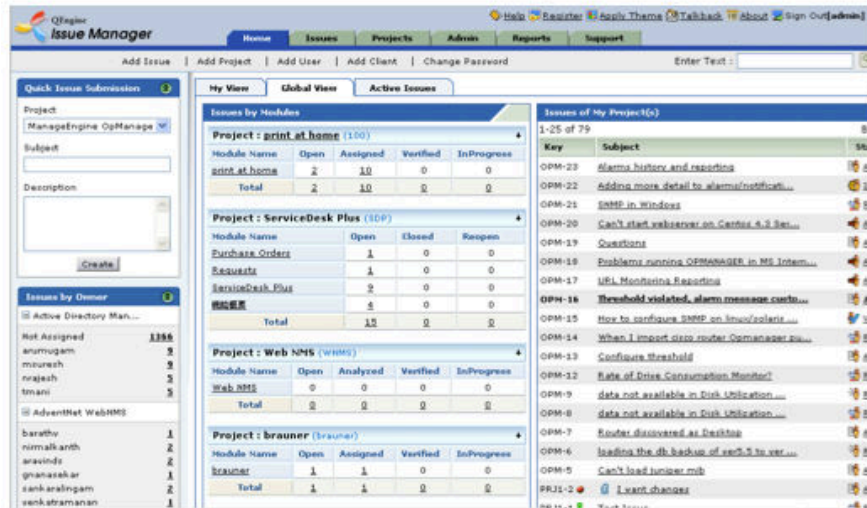 QEngine
Issue Manager
Help Register Apply Theme Talkback About Sign Out[admin]
Home Issues Projects Admin Reports Support
Add Issue | Add Project | Add User | Add Client | Change Password
Enter Text :
Quick Issue Submission
Project
ManageEngine OpManage
Subject
Description
Create
Issues by Owner
Active Directory Man...
Not Assigned 1366
arumugam 9
msuresh 9
nrajesh 5
tmani 5
AdventNet WebNMS
barathv 1
nirmalkanth 2
aravinds 2
gnanasekar 1
sankaralingam 2
venkatramanan 1
My View Global View Active Issues
Issues by Modules
Project : print at home (100)
Module Name Open Assigned Verified InProgress
print at home 2 10 0 0
Total 2 10 0 0
Project : ServiceDesk Plus (SDP)
Module Name Open Closed Reopen
Purchase Orders 1 0 0
Requests 1 0 0
ServiceDesk Plus 9 0 0
4 0 0
Total 15 0 0
Project : Web NMS (WNMS)
Module Name Open Analyzed Verified InProgress
Web NMS 0 0 0 0
Total 0 0 0 0
Project : brauner (brauner)
Module Name Open Assigned Verified InProgress
brauner 1 1 0 0
Total 1 1 0 0
Issues of My Project(s)
1-25 of 79
Key Subject
OPM-23 Alarms history and reporting
OPM-22 Adding more detail to alarms/notificati...
OPM-21 SNMP in Windows
OPM-20 Can't start webserver on Centos 4.3 Ser...
OPM-19 Questions
OPM-18 Problems running OPMANAGER in MS Intern...
OPM-17 URL Monitoring Reporting
OPM-16 Threshold violated, alarm message custo...
OPM-15 How to configure SNMP on linux/solaris ...
OPM-14 When I import cisco router Opmanager pu...
OPM-13 Configure threshold
OPM-12 Rate of Drive Consumption Monitor?
OPM-9 data not available in Disk Utilization ...
OPM-8 data not available in Disk Utilization ...
OPM-7 Router discovered as Desktop
OPM-6 loading the db backup of ver5.5 to ver ...
OPM-5 Can't load juniper mib
PRJ1-2 I want changes
Test Issue